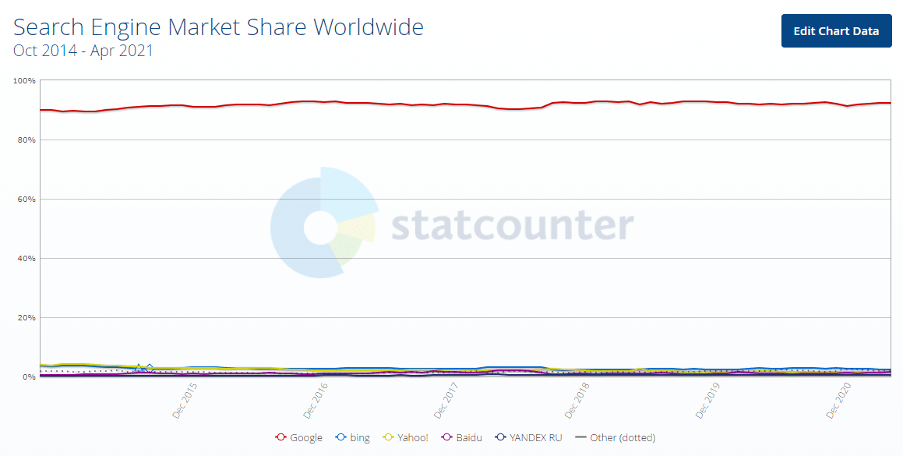 Search Engine Market Share Worldwide
Oct 2014 - Apr 2021
Edit Chart Data
100%
80%
60%
statcounter
40%
20%
0%
Dec 2015
Dec 2016
Dec 2017
Dec 2018
Dec 2019
Dec 2020
Google bing Yahoo! Baidu YANDEX RU Other (dotted)